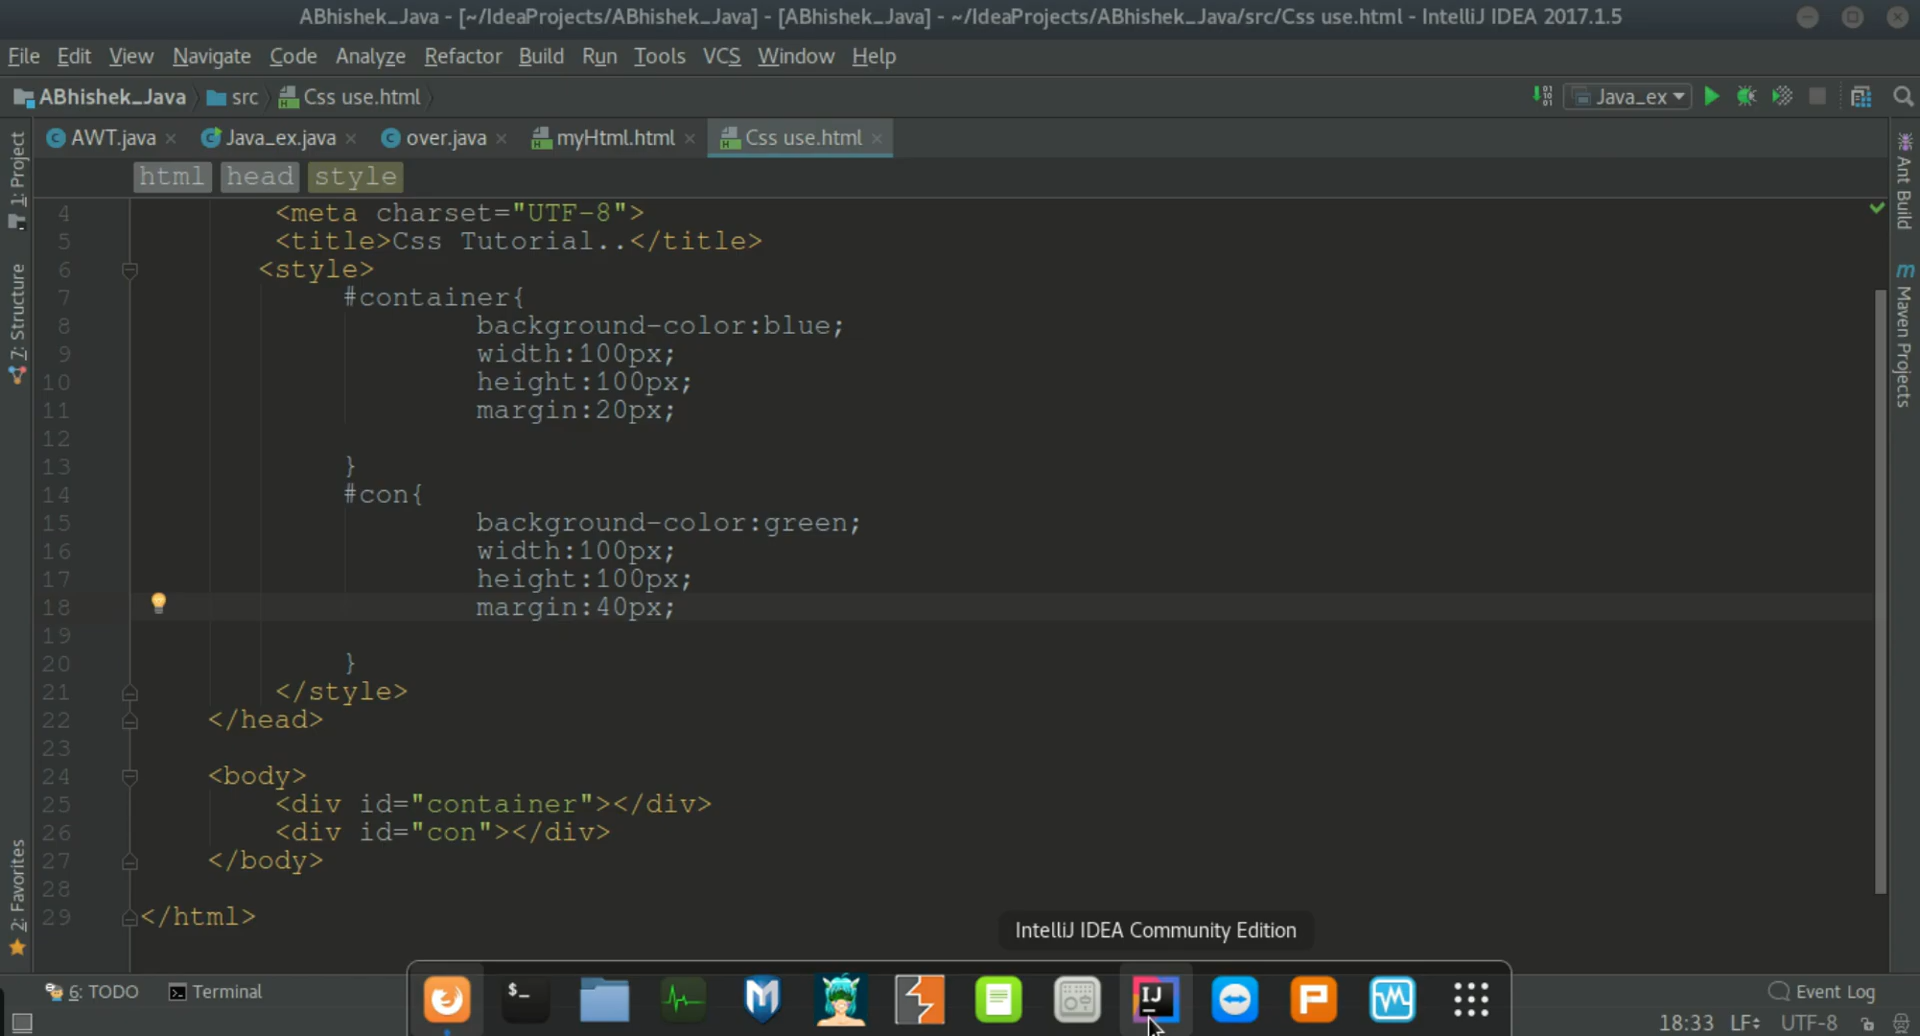 ABhishek_Java - [~/IdeaProjects/ABhishek_Java] - [ABhishek_Java] - ~/IdeaProjects/ABhishek_Java/src/Css use.html - IntelliJ IDEA 2017.1.5
File Edit View Navigate Code Analyze Refactor Build Run Tools VCS Window Help
ABhishek_Java src Css use.html Java_ex
AWT.java Java_ex.java over.java myHtml.html Css use.html
html head style
1: Project
7: Structure
2: Favorites
4 <meta charset="UTF-8">
5 <title>Css Tutorial..</title>
6 <style>
7 #container{
8 background-color:blue;
9 width:100px;
10 height:100px;
11 margin:20px;
12
13 }
14 #con{
15 background-color:green;
16 width:100px;
17 height:100px;
18 margin:40px;
19
20 }
21 </style>
22 </head>
23
24 <body>
25 <div id="container"></div>
26 <div id="con"></div>
27 </body>
28
29 </html>
Ant Build
m Maven Projects
IntelliJ IDEA Community Edition
6: TODO Terminal
$_
IJ
P
Event Log
18:33 LF÷ UTF-8